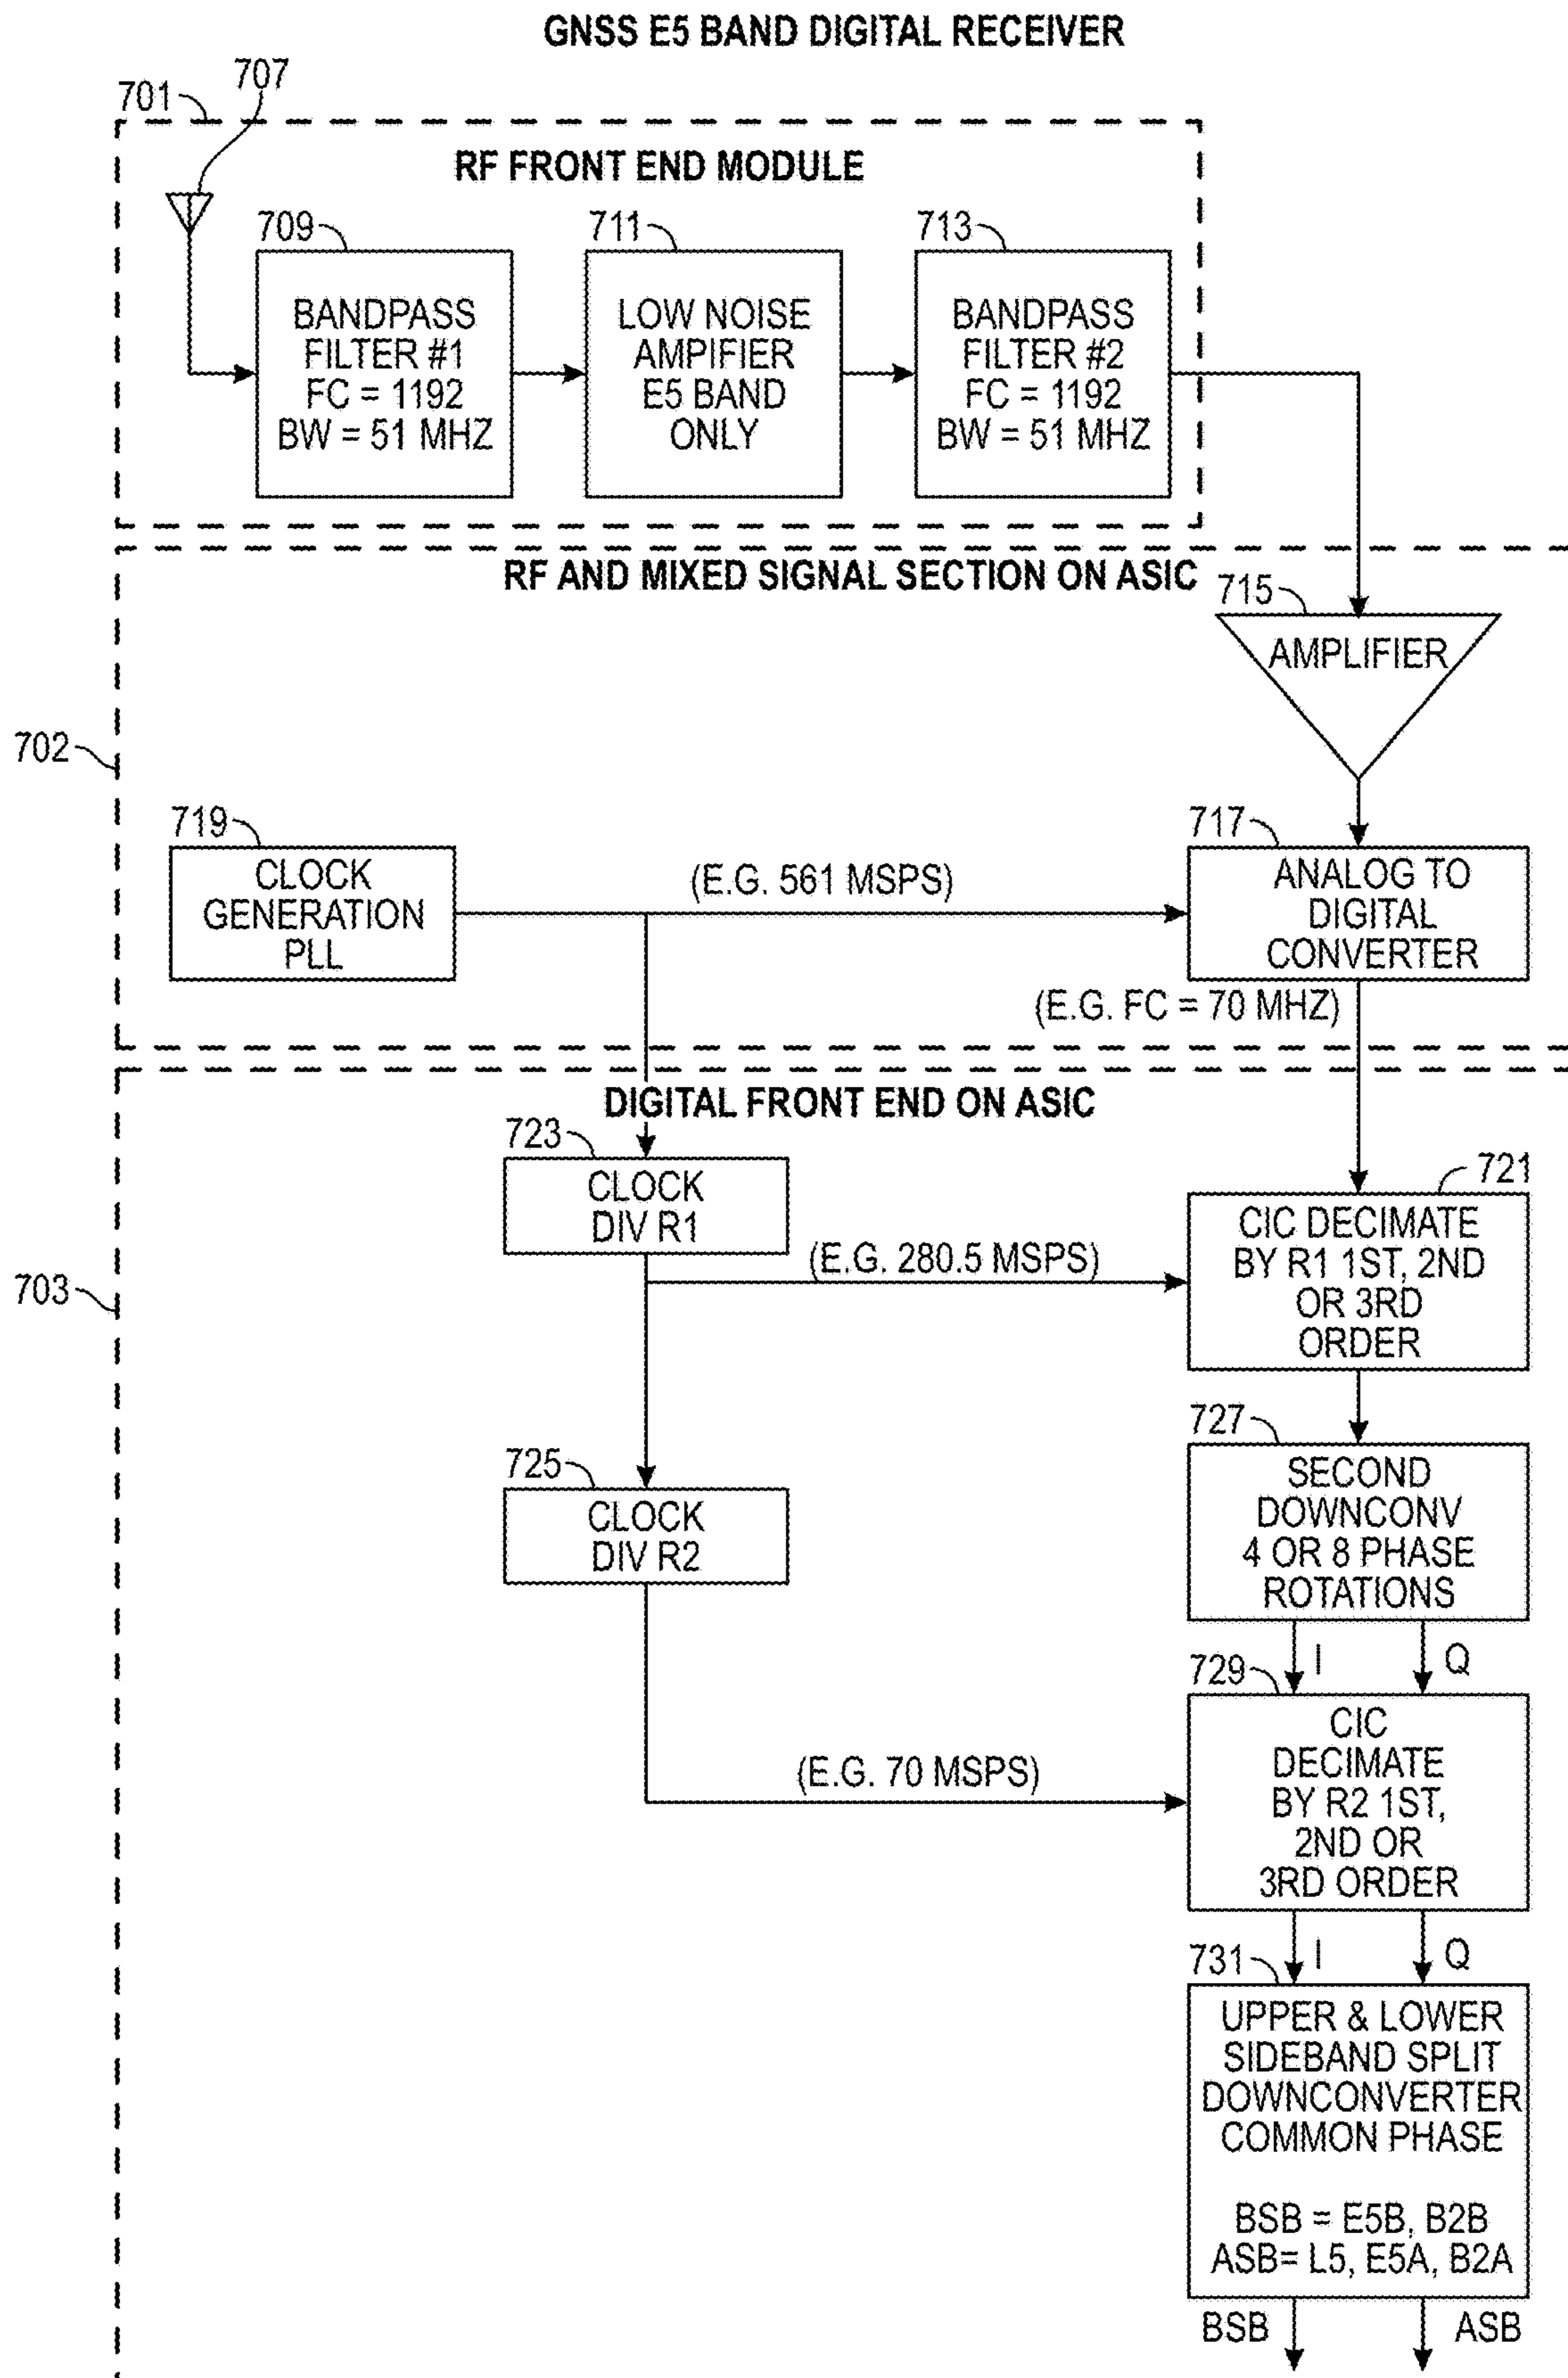 GNSS E5 BAND DIGITAL RECEIVER
707
701
RF FRONT END MODULE
709
711
713
BANDPASS
FILTER #1
FC = 1192
BW = 51 MHZ
LOW NOISE
AMPIFIER
E5 BAND
ONLY
BANDPASS
FILTER #2
FC = 1192
BW = 51 MHZ
RF AND MIXED SIGNAL SECTION ON ASIC
715
AMPLIFIER
702
719
CLOCK
GENERATION
PLL
(E.G. 561 MSPS)
717
ANALOG TO
DIGITAL
CONVERTER
(E.G. FC = 70 MHZ)
DIGITAL FRONT END ON ASIC
703
723
CLOCK
DIV R1
(E.G. 280.5 MSPS)
721
CIC DECIMATE
BY R1 1ST, 2ND
OR 3RD
ORDER
725
CLOCK
DIV R2
727
SECOND
DOWNCONV
4 OR 8 PHASE
ROTATIONS
I
Q
729
(E.G. 70 MSPS)
CIC
DECIMATE
BY R2 1ST,
2ND OR
3RD ORDER
I
Q
731
UPPER & LOWER
SIDEBAND SPLIT
DOWNCONVERTER
COMMON PHASE
BSB = E5B, B2B
ASB= L5, E5A, B2A
BSB
ASB